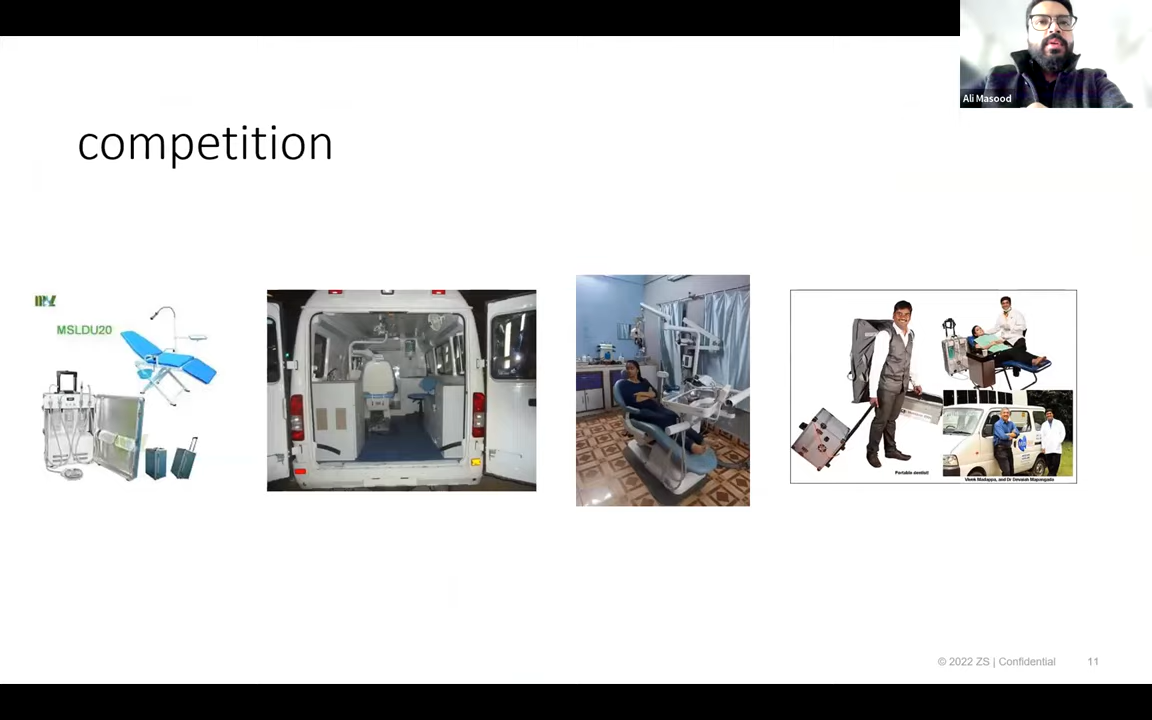 Ali Masood
competition
MSLDU20
Portable dentist!
Vivek Madappa, and Dr Devaiah Mapangada
© 2022 ZS | Confidential
11